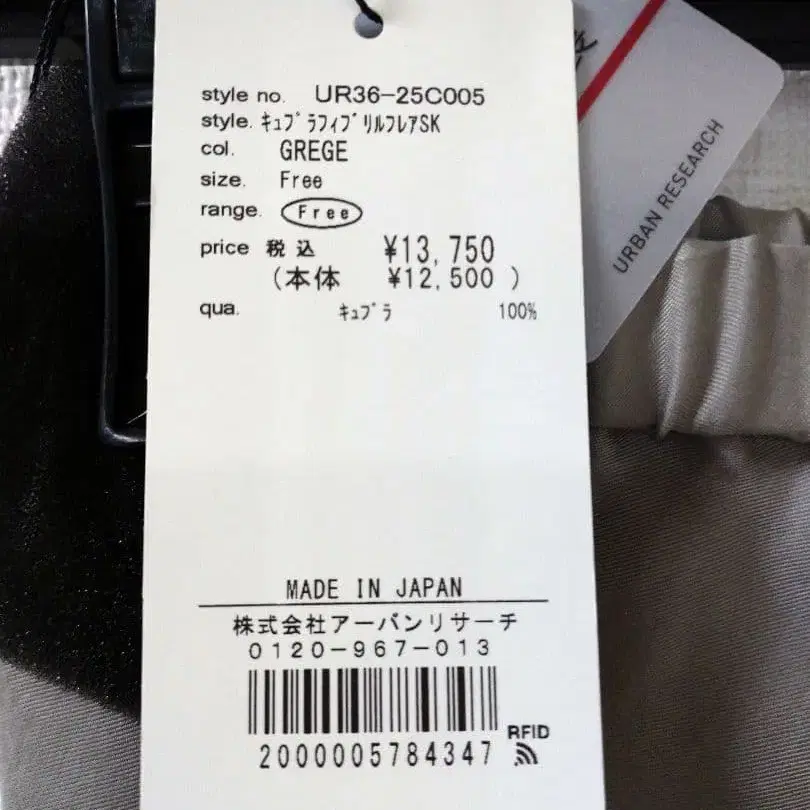 style no. UR36-25C005
style. ｷｭﾌﾟﾗﾌｨﾌﾞﾘﾙﾌﾚｱSK
col. GREGE
size. Free
range. Free
price 税込 ¥13,750
(本体 ¥12,500 )
qua. ｷｭﾌﾟﾗ 100%
MADE IN JAPAN
株式会社アーバンリサーチ
0120-967-013
RFID
2000005784347
URBAN RESEARCH